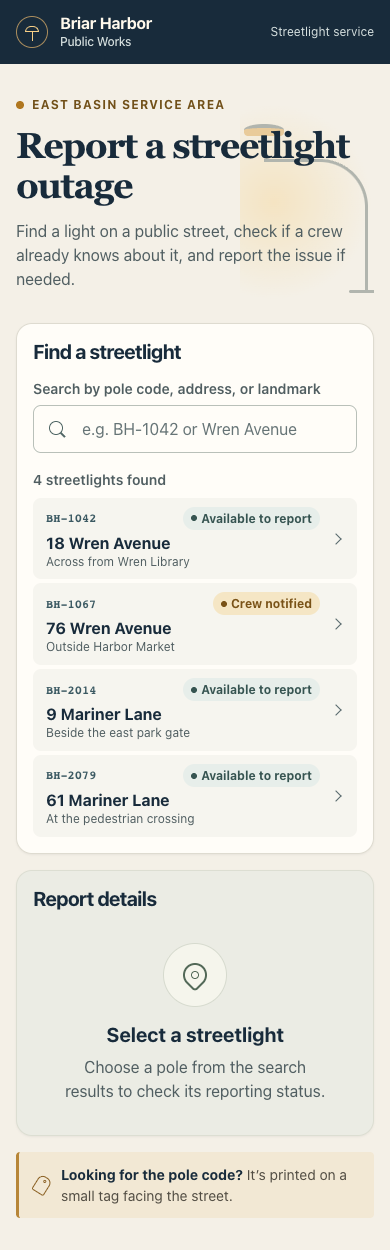 Briar Harbor
Public Works
Streetlight service
EAST BASIN SERVICE AREA
Report a streetlight
outage
Find a light on a public street, check if a crew
already knows about it, and report the issue if
needed.
Find a streetlight
Search by pole code, address, or landmark
e.g. BH-1042 or Wren Avenue
4 streetlights found
BH–1042
Available to report
18 Wren Avenue
Across from Wren Library
BH–1067
Crew notified
76 Wren Avenue
Outside Harbor Market
BH–2014
Available to report
9 Mariner Lane
Beside the east park gate
BH–2079
Available to report
61 Mariner Lane
At the pedestrian crossing
Report details
Select a streetlight
Choose a pole from the search
results to check its reporting status.
Looking for the pole code? It’s printed on a
small tag facing the street.